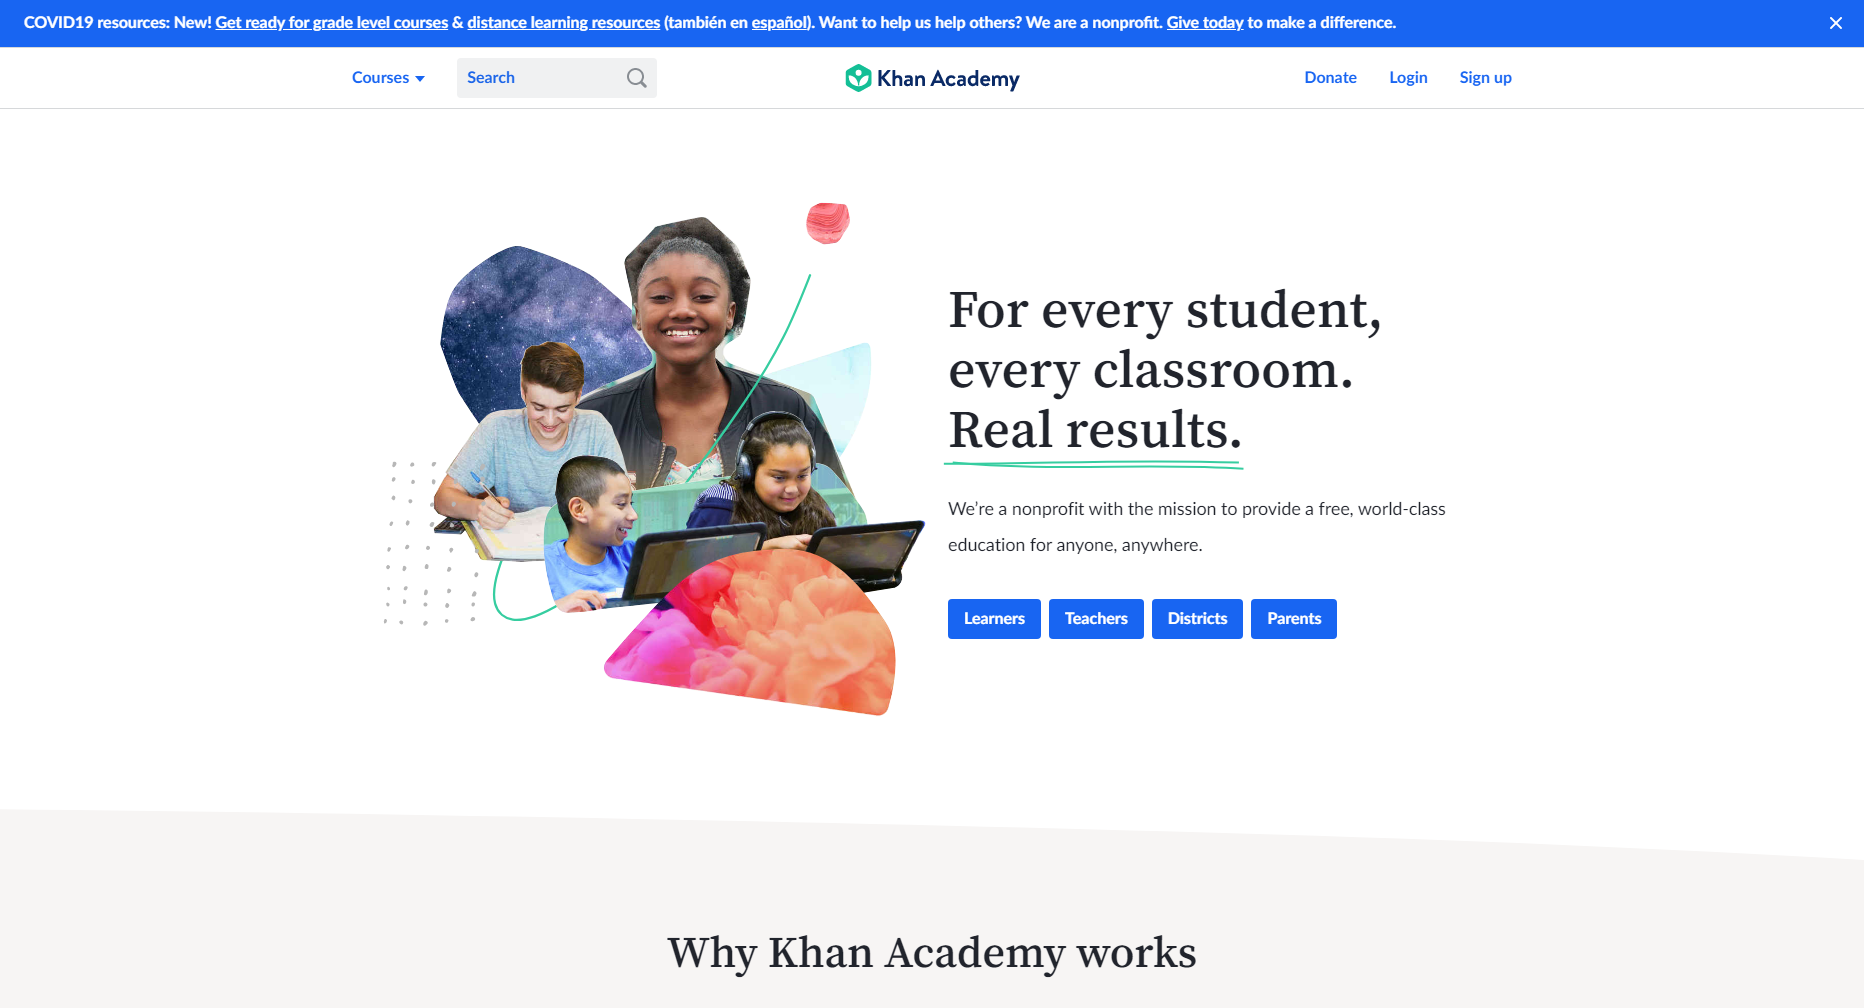 COVID19 resources: New! Get ready for grade level courses & distance learning resources (también en español). Want to help us help others? We are a nonprofit. Give today to make a difference.
Courses
Search
Khan Academy
Donate
Login
Sign up
For every student,
every classroom.
Real results.
We’re a nonprofit with the mission to provide a free, world-class
education for anyone, anywhere.
Learners
Teachers
Districts
Parents
Why Khan Academy works